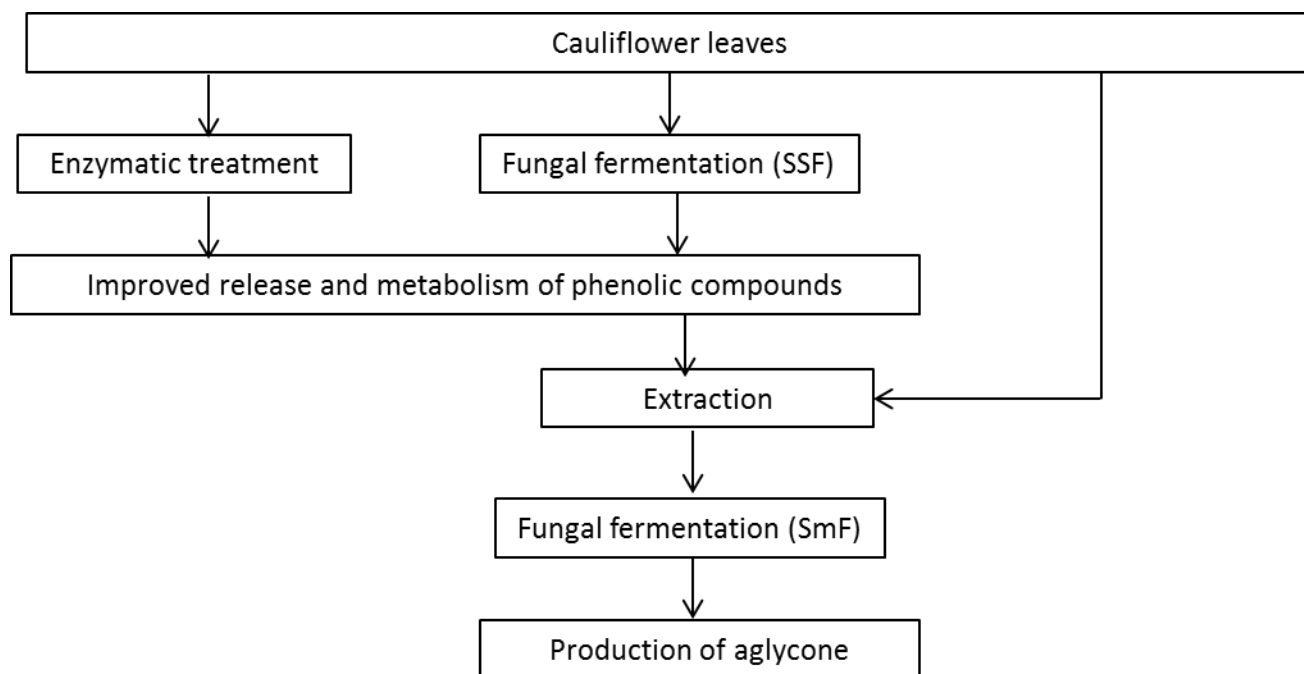 Cauliflower leaves
Enzymatic treatment
Fungal fermentation (SSF)
Improved release and metabolism of phenolic compounds
Extraction
Fungal fermentation (SmF)
Production of aglycone